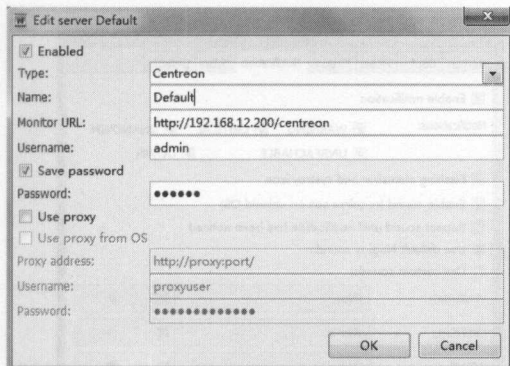 Edit server Default
Enabled
Type: Centreon
Name: Default
Monitor URL: http://192.168.12.200/centreon
Username: admin
Save password
Password: ●●●●●●
Use proxy
Use proxy from OS
Proxy address: http://proxy:port/
Username: proxyuser
Password: ●●●●●●●●●●●●●
OK Cancel